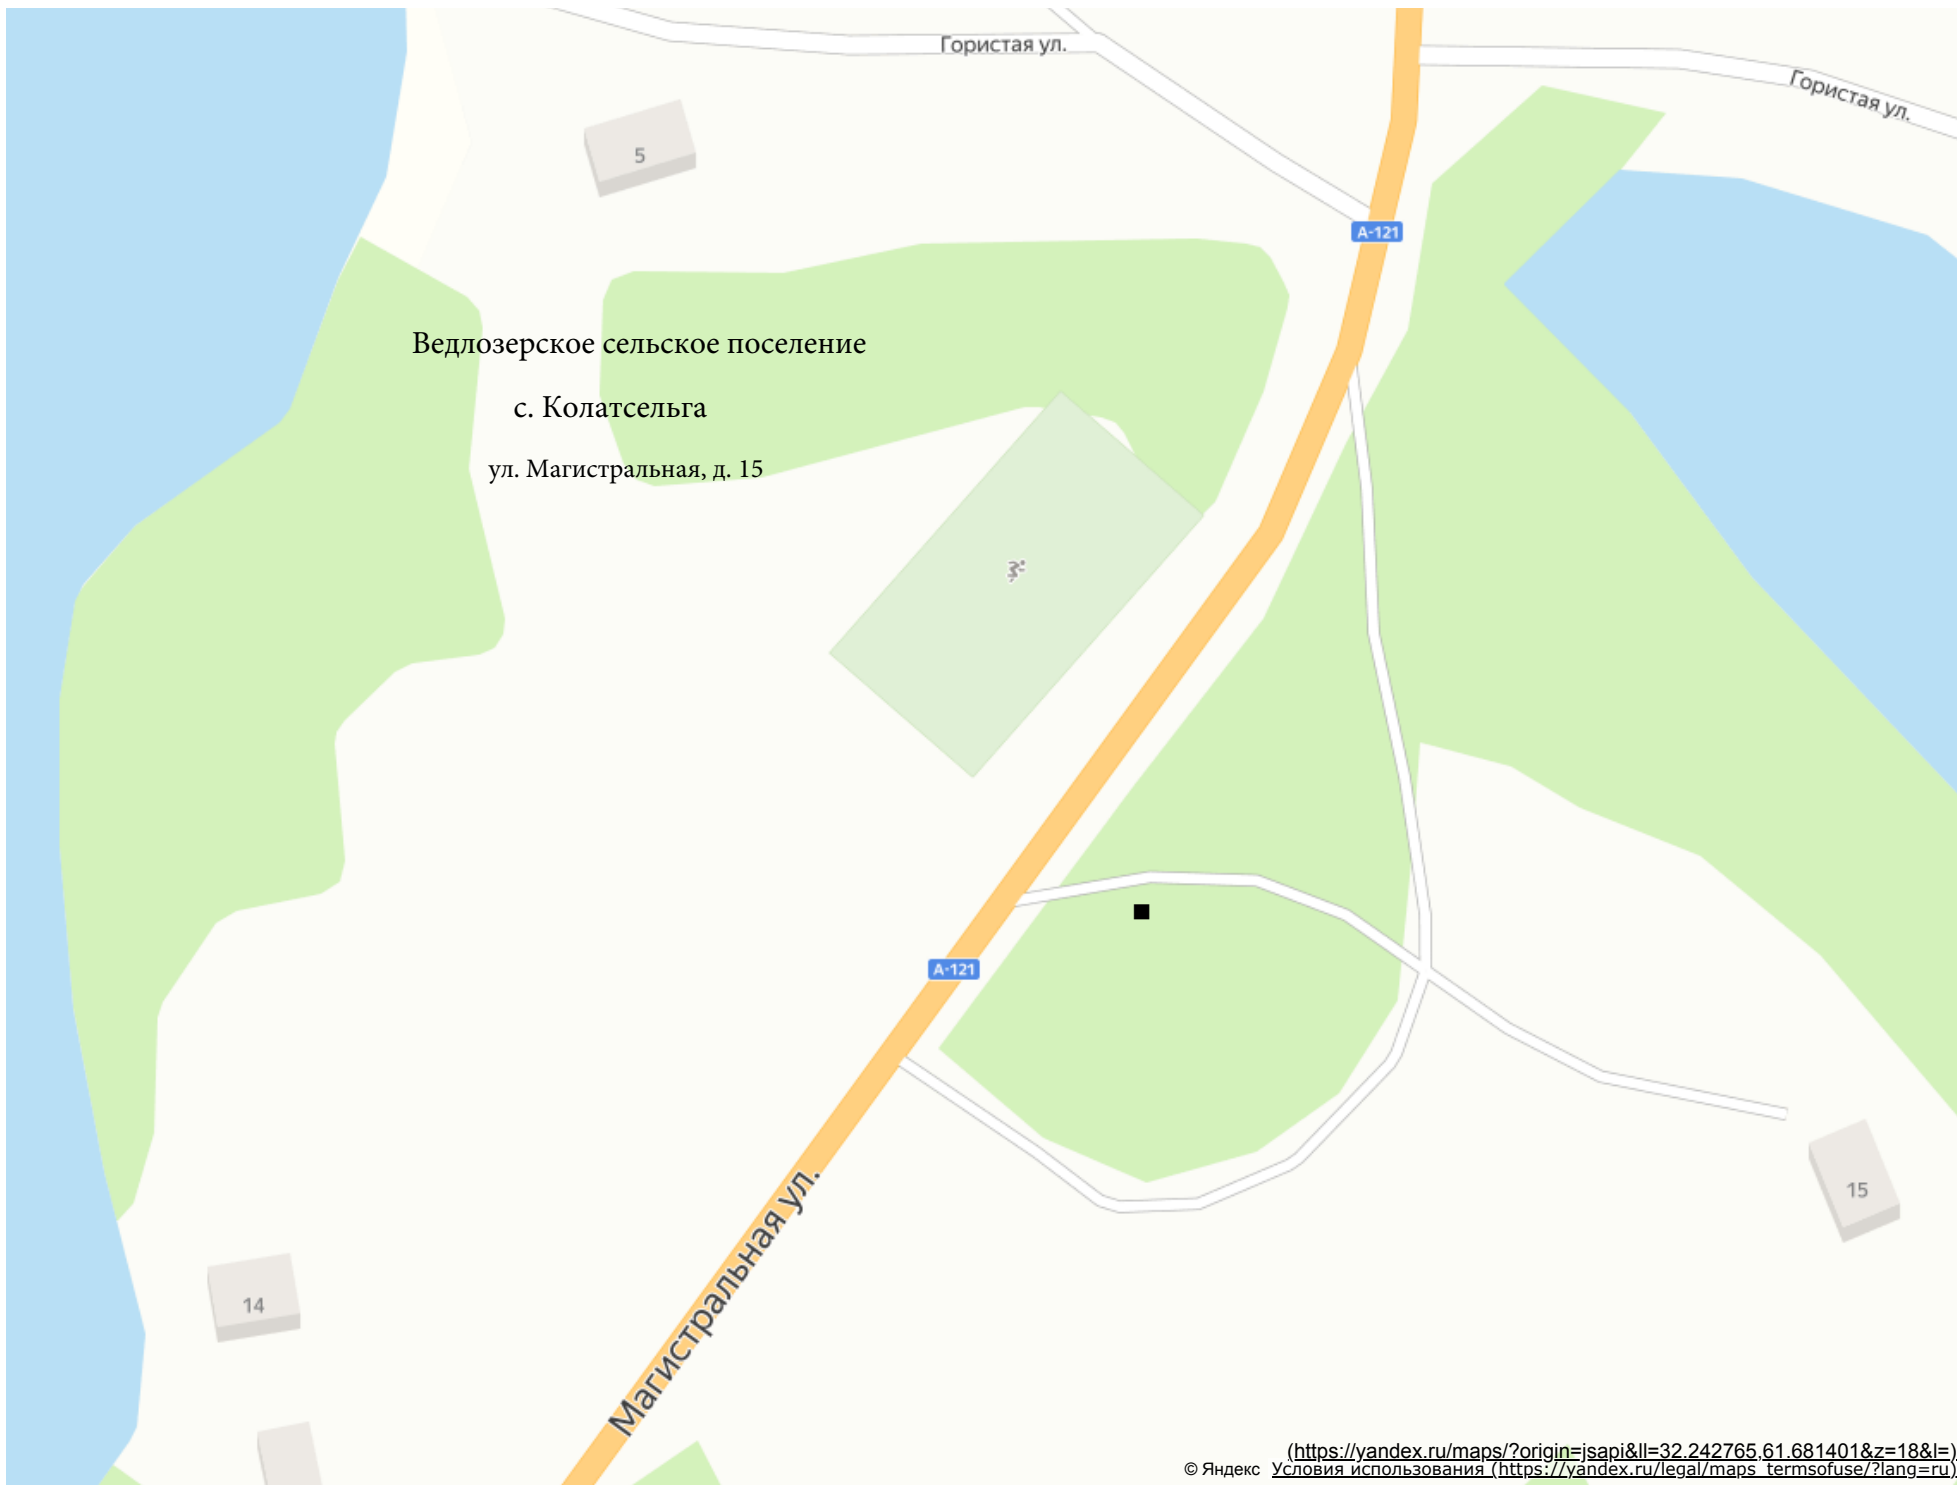 Гористая ул.
Гористая ул.
5
А-121
Ведлозерское сельское поселение
с. Колатсельга
ул. Магистральная, д. 15
А-121
Магистральная ул.
15
14
(https://yandex.ru/maps/?origin=jsapi&ll=32.242765,61.681401&z=18&l=)
© Яндекс Условия использования (https://yandex.ru/legal/maps_termsofuse/?lang=ru)